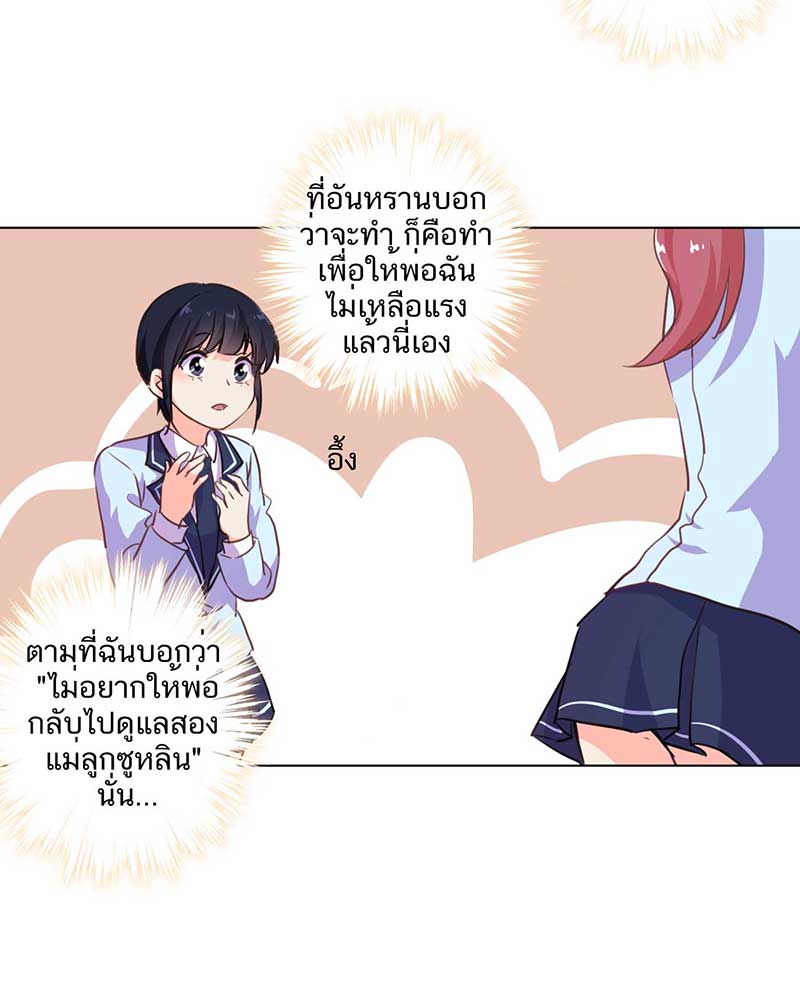 ที่อันหรานบอก
ว่าจะทำ ก็คือทำ
เพื่อให้พ่อฉัน
ไม่เหลือแรง
แล้วนี่เอง
อึ้ง
ตามที่ฉันบอกว่า
"ไม่อยากให้พ่อ
กลับไปดูแลสอง
แม่ลูกซูหลิน"
นั่น...